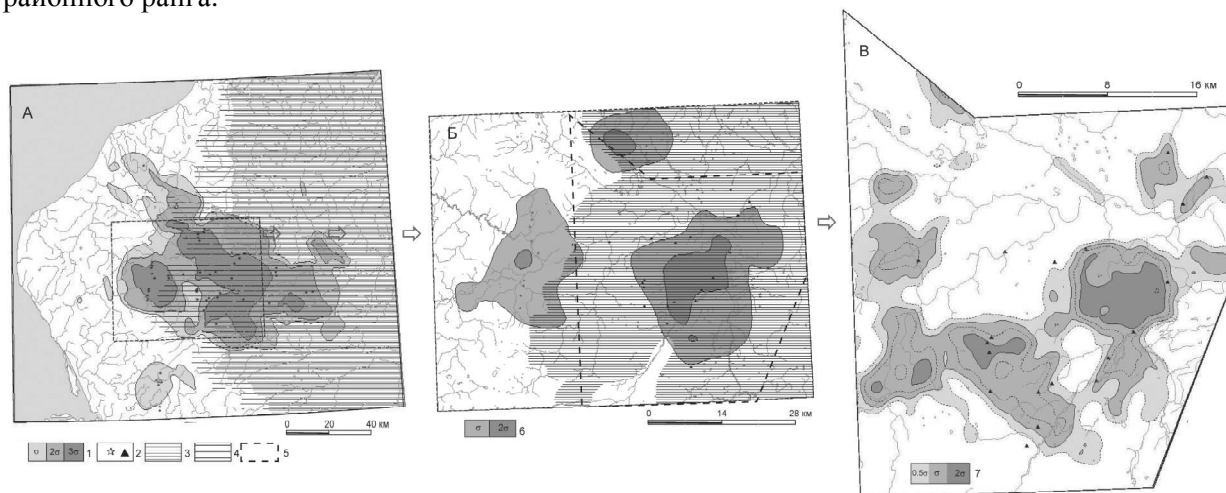 районного ранга.
А
Б
В
0 8 16 км
0 20 40 км
0 14 28 км
σ 2σ 3σ 1
2
3
4
5
σ 2σ 6
0.5σ σ 2σ 7